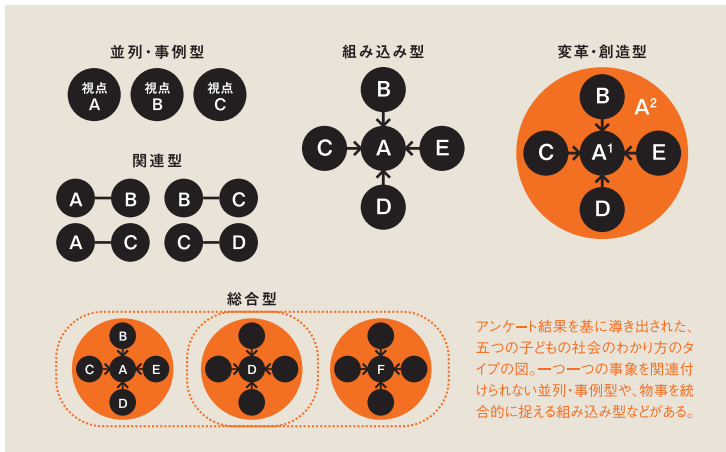 並列・事例型
視点
A
視点
B
視点
C
関連型
A
B
B
C
A
C
C
D
組み込み型
B
C
A
E
D
変革・創造型
B
A²
C
A¹
E
D
総合型
B
C
A
E
D
D
F
アンケート結果を基に導き出された、
五つの子どもの社会のわかり方のタ
イプの図。一つ一つの事象を関連付
けられない並列・事例型や、物事を統
合的に捉える組み込み型などがある。